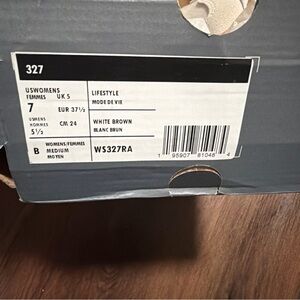 327
USWOMENS
FEMMES UK 5
7 EUR 37½
LIFESTYLE
MODE DE VIE
USMENS
HOMMES
5½ CM 24
WHITE BROWN
BLANC BRUN
B WOMENS/FEMMES
MEDIUM
MOYEN
WS327RA
1 95907 81046 4